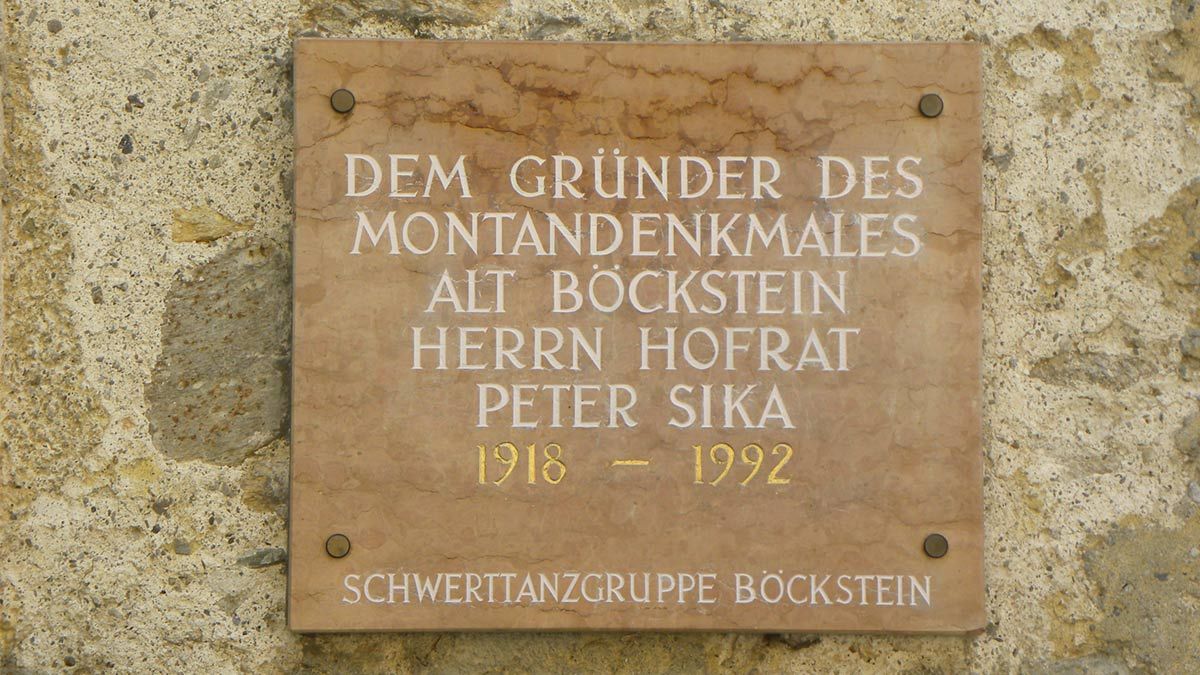 DEM GRÜNDER DES
MONTANDENKMALES
ALT BÖCKSTEIN
HERRN HOFRAT
PETER SIKA
1918 – 1992
SCHWERTTANZGRUPPE BÖCKSTEIN